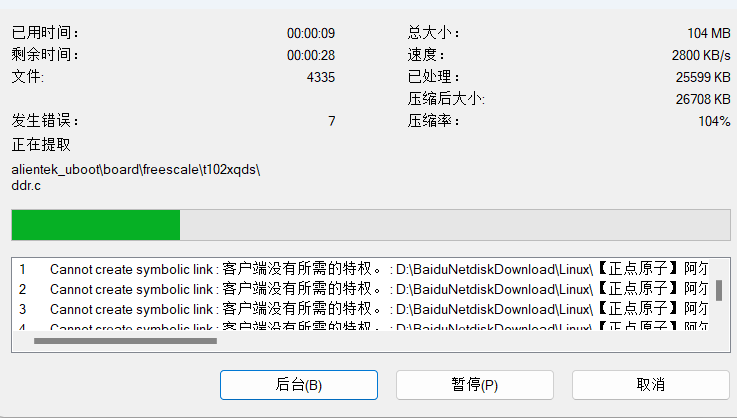 已用时间： 00:00:09 总大小： 104 MB
剩余时间： 00:00:28 速度： 2800 KB/s
文件: 4335 已处理： 25599 KB
压缩后大小: 26708 KB
发生错误： 7 压缩率： 104%
正在提取
alientek_uboot\board\freescale\t102xqds\
ddr.c
1 Cannot create symbolic link : 客户端没有所需的特权。 : D:\BaiduNetdiskDownload\Linux\【正点原子】阿尔
2 Cannot create symbolic link : 客户端没有所需的特权。 : D:\BaiduNetdiskDownload\Linux\【正点原子】阿尔
3 Cannot create symbolic link : 客户端没有所需的特权。 : D:\BaiduNetdiskDownload\Linux\【正点原子】阿尔
4 Cannot create symbolic link : 客户端没有所需的特权。 : D:\BaiduNetdiskDownload\Linux\【正点原子】阿尔
后台(B) 暂停(P) 取消